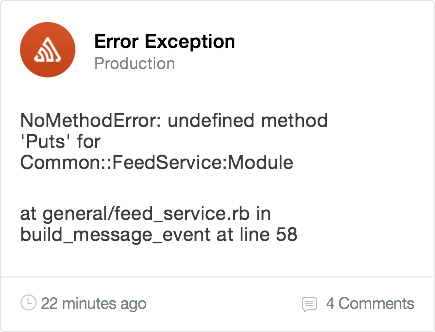 Error Exception
Production
NoMethodError: undefined method
'Puts' for
Common::FeedService:Module
at general/feed_service.rb in
build_message_event at line 58
22 minutes ago
4 Comments